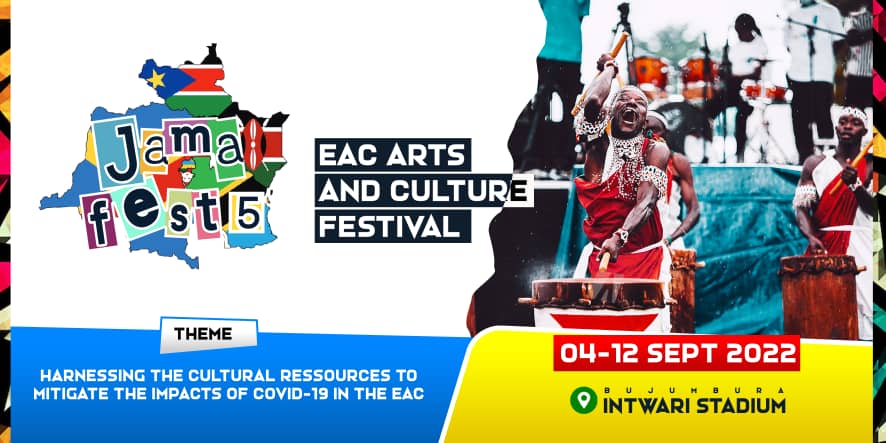 Jama
fest 5
EAC ARTS
AND CULTURE
FESTIVAL
THEME
HARNESSING THE CULTURAL RESSOURCES TO
MITIGATE THE IMPACTS OF COVID-19 IN THE EAC
04-12 SEPT 2022
BUJUMBURA
INTWARI STADIUM